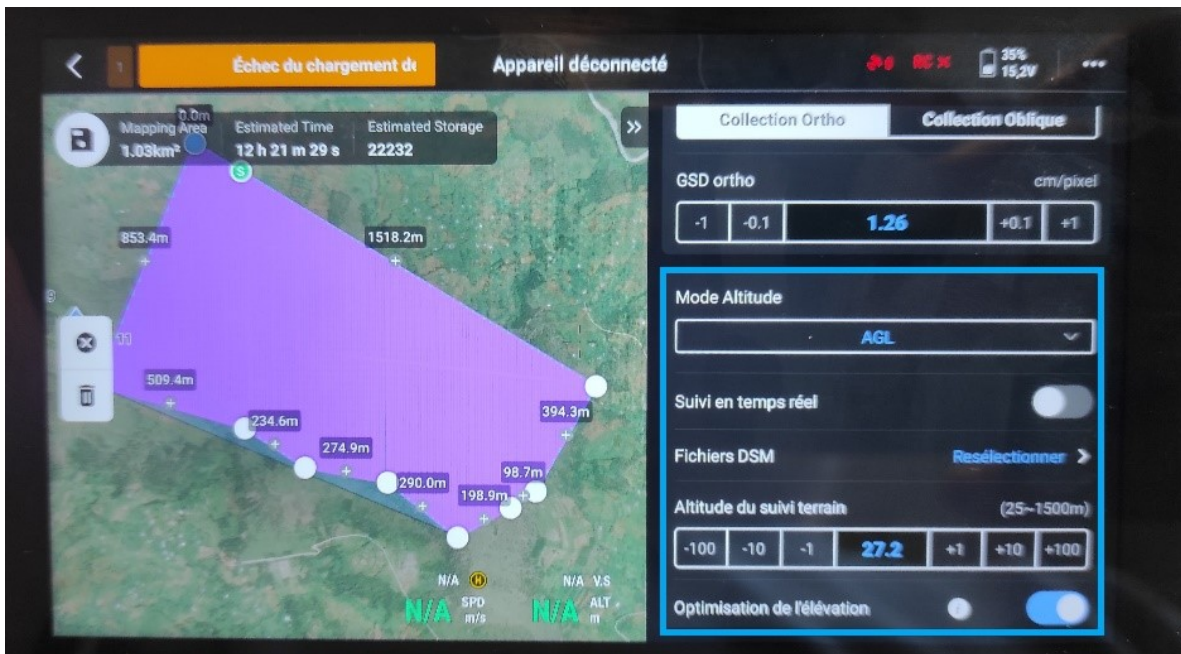 1
Échec du chargement de
Appareil déconnecté
35%
15,2V
Mapping Area
1.03km²
Estimated Time
12 h 21 m 29 s
Estimated Storage
22232
0.0m
S
853.4m
1518.2m
9
11
509.4m
234.6m
274.9m
290.0m
198.9m
98.7m
394.3m
N/A H
N/A V.S
N/A SPD m/s
N/A ALT m
Collection Ortho
Collection Oblique
GSD ortho
cm/pixel
-1 -0.1 1.26 +0.1 +1
Mode Altitude
AGL
Suivi en temps réel
Fichiers DSM
Resélectionner
Altitude du suivi terrain
(25~1500m)
-100 -10 -1 27.2 +1 +10 +100
Optimisation de l'élévation